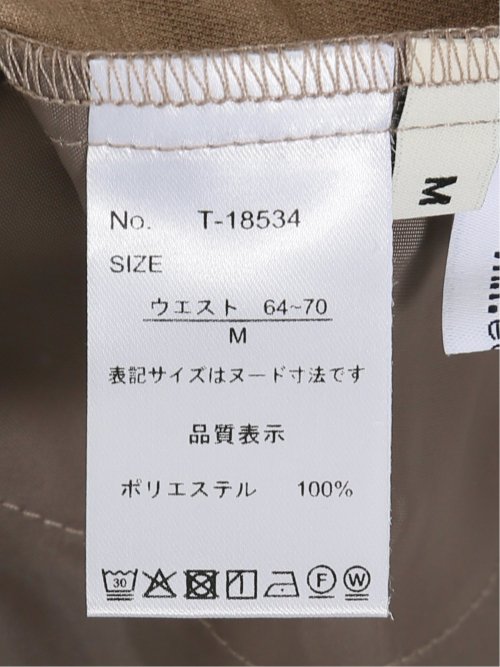 No. T-18534
SIZE
ウエスト 64~70
M
表記サイズはヌード寸法です
品質表示
ポリエステル 100%
30 F W
M